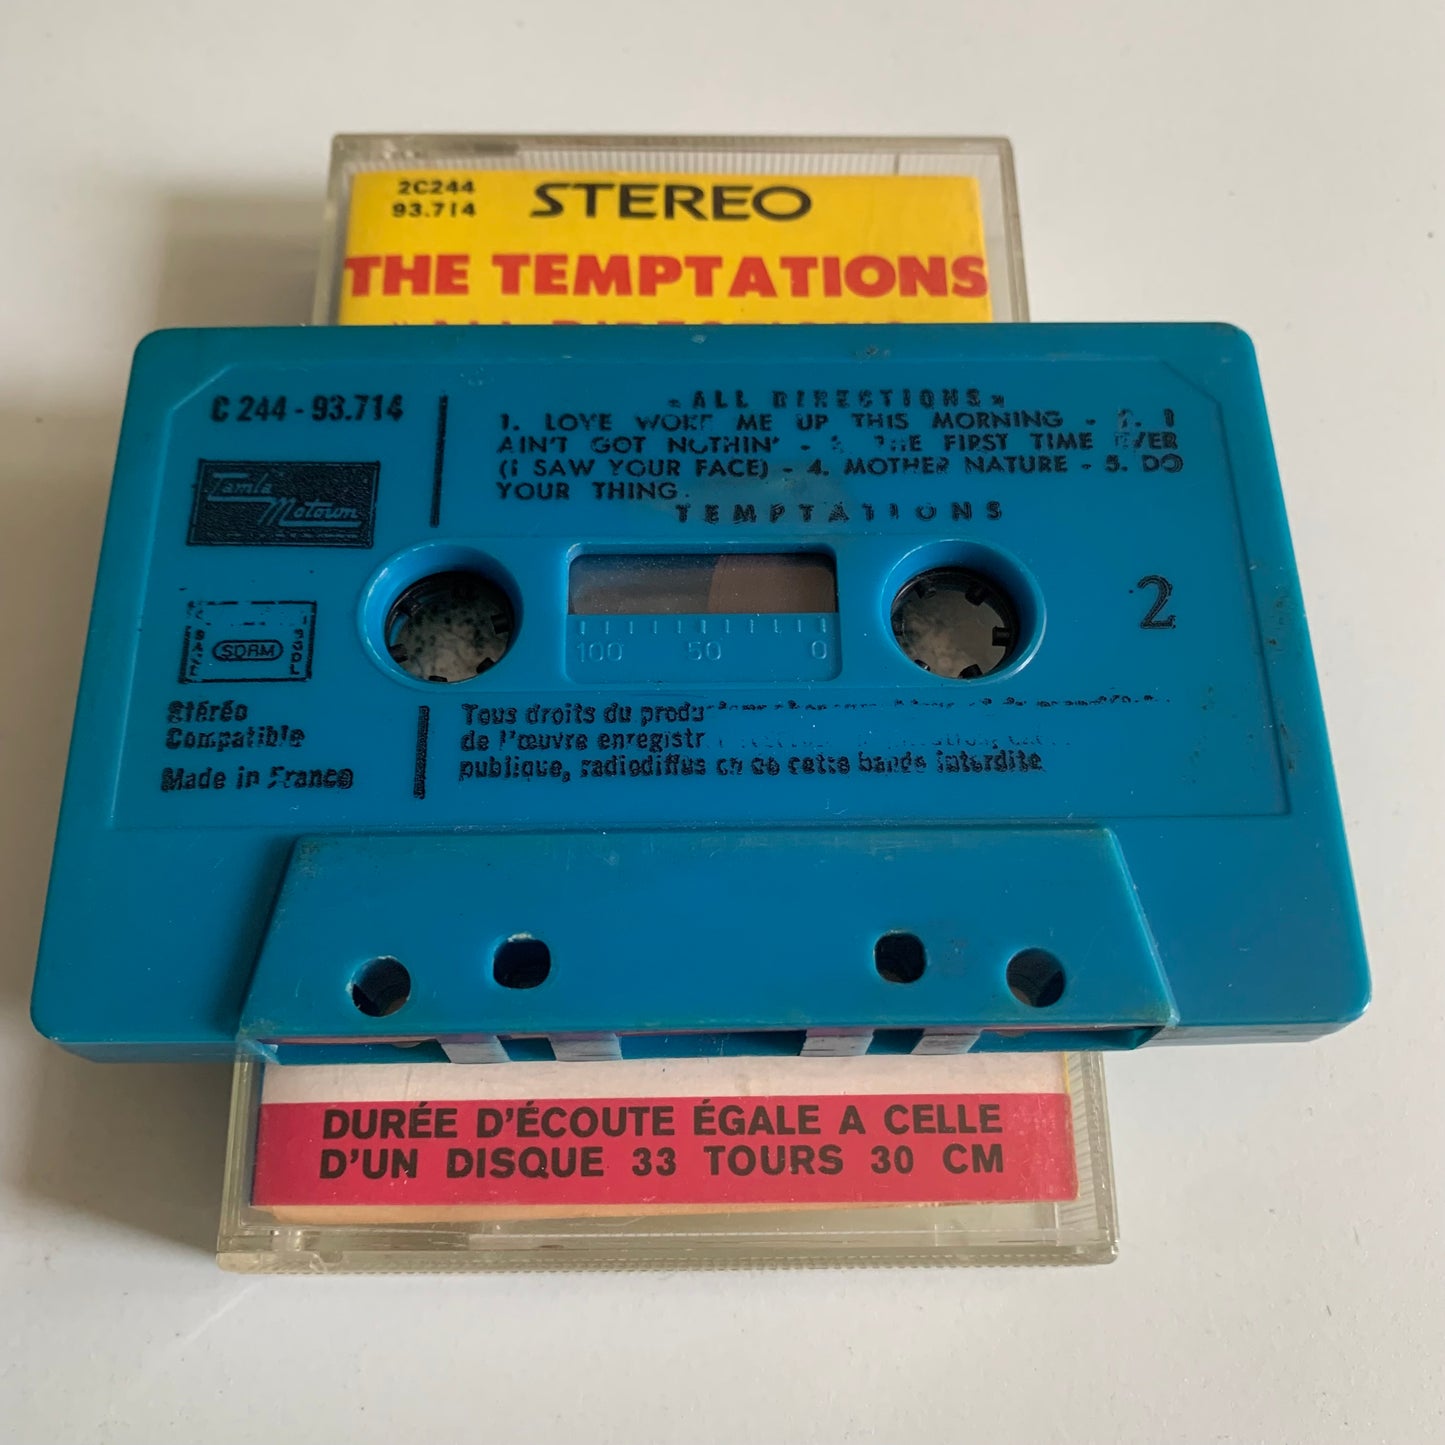 2C244
93.714
STEREO
THE TEMPTATIONS
C 244 - 93.714
Tamla
Motown
«ALL DIRECTIONS»
1. LOVE WOKE ME UP THIS MORNING - 2. I
AIN'T GOT NOTHIN' - THE FIRST TIME EVER
(I SAW YOUR FACE) - 4. MOTHER NATURE - 5. DO
YOUR THING.
TEMPTATIONS
2
100 50 0
SDRM
Stéréo
Compatible
Made in France
Tous droits du
de l'œuvre
publique, radiodiffusion de cette bande interdite
DURÉE D'ÉCOUTE ÉGALE A CELLE
D'UN DISQUE 33 TOURS 30 CM